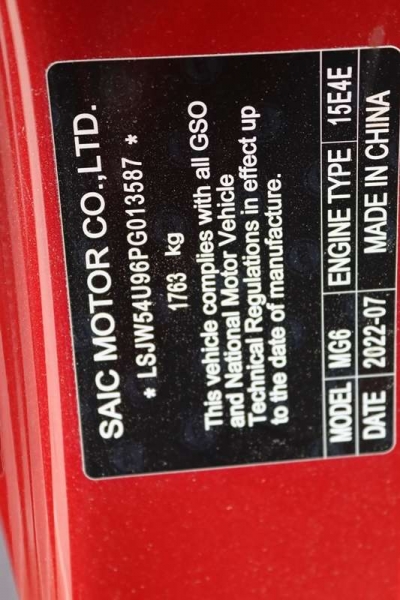 SAIC MOTOR CO.,LTD.
* LSJW54U96PG013587 *
1763 kg
This vehicle complies with all GSO
and National Motor Vehicle
Technical Regulations in effect up
to the date of manufacture.
MODEL MG6 ENGINE TYPE 15E4E
DATE 2022-07 MADE IN CHINA